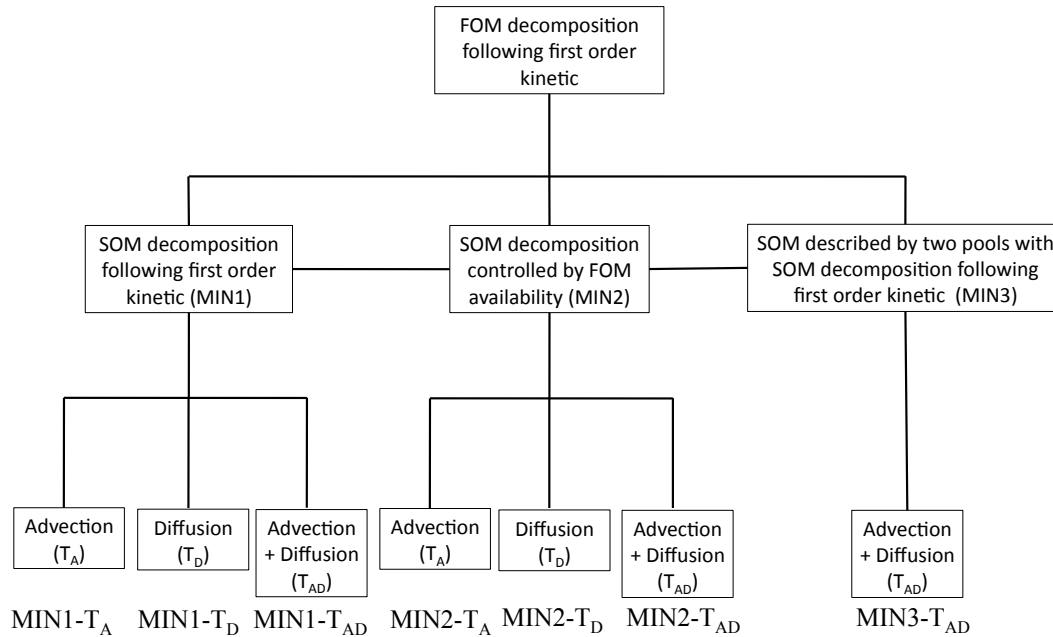 FOM decomposition
following first order
kinetic
SOM decomposition
following first order
kinetic (MIN1)
SOM decomposition
controlled by FOM
availability (MIN2)
SOM described by two pools with
SOM decomposition following
first order kinetic (MIN3)
Advection
(T_A)
Diffusion
(T_D)
Advection
+ Diffusion
(T_AD)
Advection
(T_A)
Diffusion
(T_D)
Advection
+ Diffusion
(T_AD)
Advection
+ Diffusion
(T_AD)
MIN1-T_A
MIN1-T_D
MIN1-T_AD
MIN2-T_A
MIN2-T_D
MIN2-T_AD
MIN3-T_AD